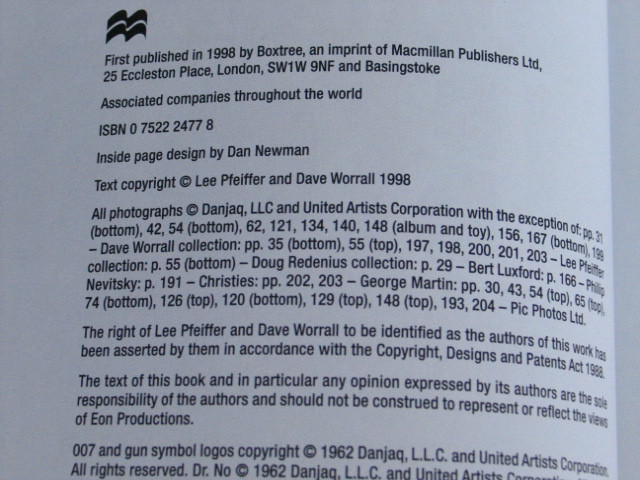 First published in 1998 by Boxtree, an imprint of Macmillan Publishers Ltd,
25 Eccleston Place, London, SW1W 9NF and Basingstoke
Associated companies throughout the world
ISBN 0 7522 2477 8
Inside page design by Dan Newman
Text copyright © Lee Pfeiffer and Dave Worrall 1998
All photographs © Danjaq, LLC and United Artists Corporation with the exception of: pp. 31
(bottom), 42, 54 (bottom), 62, 121, 134, 140, 148 (album and toy), 156, 167 (bottom), 199
– Dave Worrall collection: pp. 35 (bottom), 55 (top), 197, 198, 200, 201, 203 – Lee Pfeiffer
collection: p. 55 (bottom) – Doug Redenius collection: p. 29 – Bert Luxford: p. 166 – Philip
Nevitsky: p. 191 – Christies: pp. 202, 203 – George Martin: pp. 30, 43, 54 (top), 65 (top),
74 (bottom), 126 (top), 120 (bottom), 129 (top), 148 (top), 193, 204 – Pic Photos Ltd.
The right of Lee Pfeiffer and Dave Worrall to be identified as the authors of this work has
been asserted by them in accordance with the Copyright, Designs and Patents Act 1988.
The text of this book and in particular any opinion expressed by its authors are the sole
responsibility of the authors and should not be construed to represent or reflect the views
of Eon Productions.
007 and gun symbol logos copyright © 1962 Danjaq, L.L.C. and United Artists Corporation.
All rights reserved. Dr. No © 1962 Danjaq, L.L.C. and United Artists Corporation.